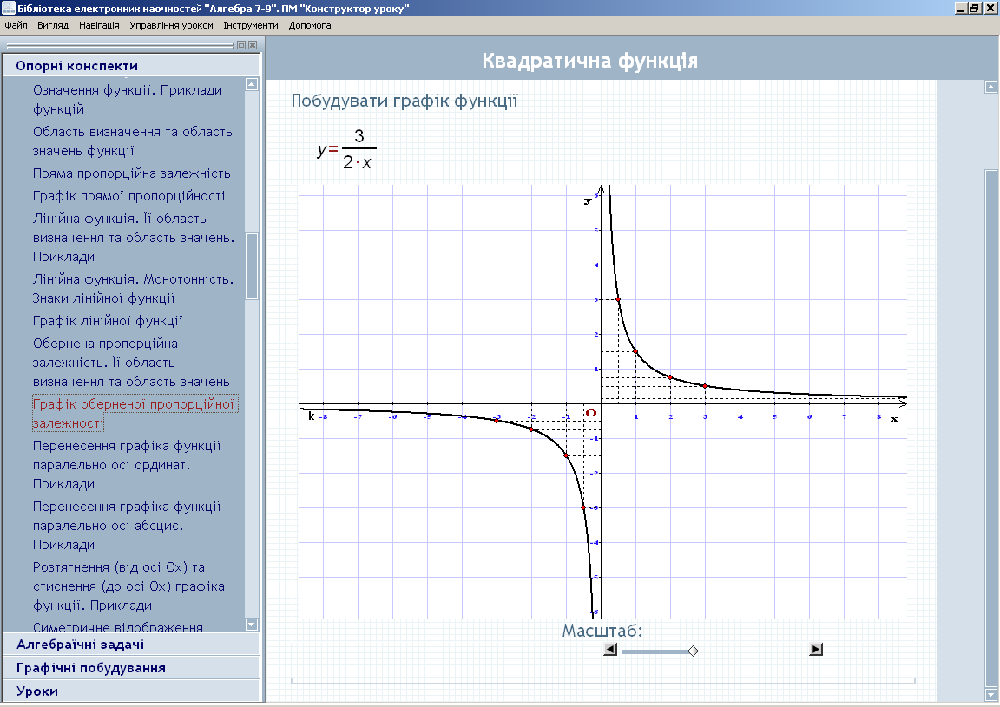 Бібліотека електронних наочностей "Алгебра 7-9". ПМ "Конструктор уроку"
Файл Вигляд Навігація Управління уроком Інструменти Допомога
Опорні конспекти
Означення функції. Приклади
функцій
Область визначення та область
значень функції
Пряма пропорційна залежність
Графік прямої пропорційності
Лінійна функція. Її область
визначення та область значень.
Приклади
Лінійна функція. Монотонність.
Знаки лінійної функції
Графік лінійної функції
Обернена пропорційна
залежність. Її область
визначення та область значень
Графік оберненої пропорційної
залежності
Перенесення графіка функції
паралельно осі ординат.
Приклади
Перенесення графіка функції
паралельно осі абсцис.
Приклади
Розтягнення (від осі Ox) та
стиснення (до осі Ox) графіка
функції. Приклади
Симетричне відображення
Алгебраїчні задачі
Графічні побудування
Уроки
Квадратична функція
Побудувати графік функції
y= 3
2·x
y
6
5
4
3
2
1
O
k -8 -7 -6 -5 -4 -3 -2 -1 1 2 3 4 5 6 7 8 x
-1
-2
-3
-4
-5
-6
Масштаб: